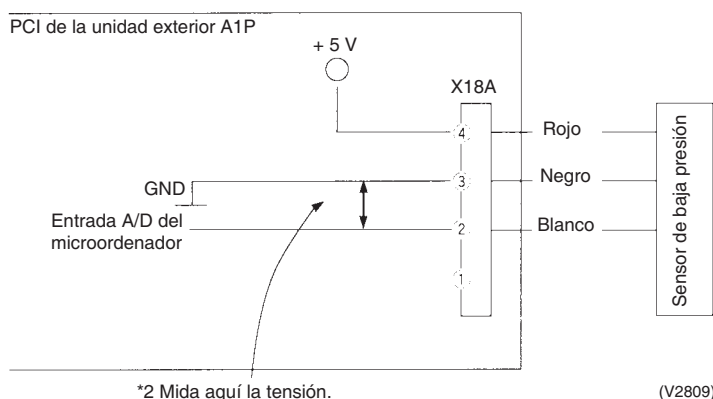 PCI de la unidad exterior A1P
+ 5 V
X18A
4
Rojo
GND
3
Negro
Entrada A/D del
microordenador
2
Blanco
1
Sensor de baja presión
*2 Mida aquí la tensión.
(V2809)